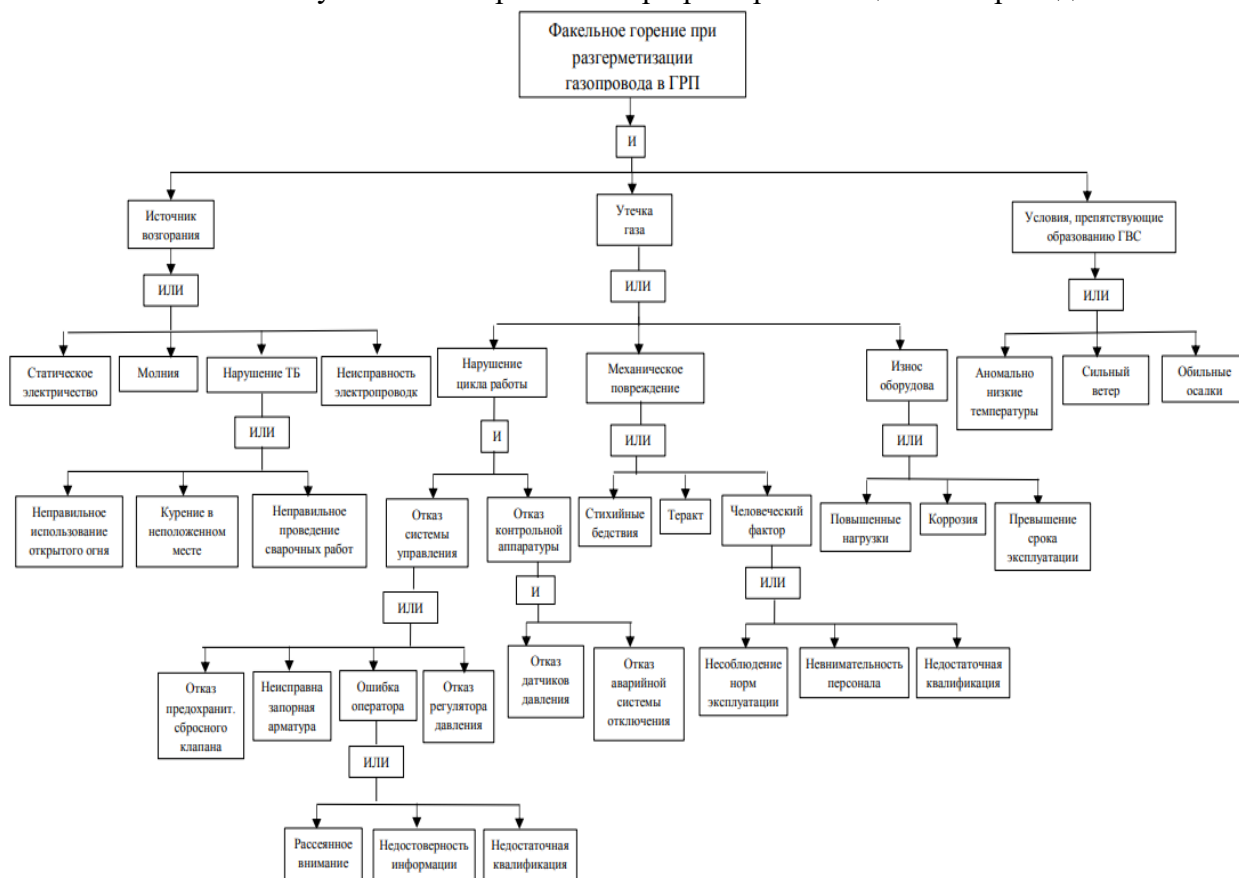 Факельное горение при
разгерметизации
газопровода в ГРП
И
Источник
возгорания
Утечка
газа
Условия, препятствующие
образованию ГВС
ИЛИ
ИЛИ
ИЛИ
Статическое
электричество
Молния
Нарушение ТБ
Неисправность
электропроводк
Нарушение
цикла работы
Механическое
повреждение
Износ
оборудова
Аномально
низкие
температуры
Сильный
ветер
Обильные
осалки
ИЛИ
И
ИЛИ
ИЛИ
Неправильное
использование
открытого огня
Курение в
неположенном
месте
Неправильное
проведение
сварочных работ
Отказ
системы
управления
Отказ
контрольной
аппаратуры
Стихийные
бедствия
Теракт
Человеческий
фактор
Повышенные
нагрузки
Коррозия
Превышение
срока
эксплуатации
ИЛИ
И
ИЛИ
Отказ
предохранит.
сбросного
клапана
Неисправна
запорная
арматура
Ошибка
оператора
Отказ
регулятора
давления
Отказ
датчиков
давления
Отказ
аварийной
системы
отключения
Несоблюдение
норм
эксплуатации
Невнимательность
персонала
Недостаточная
квалификация
ИЛИ
Рассеянное
внимание
Недостоверность
информации
Недостаточная
квалификация